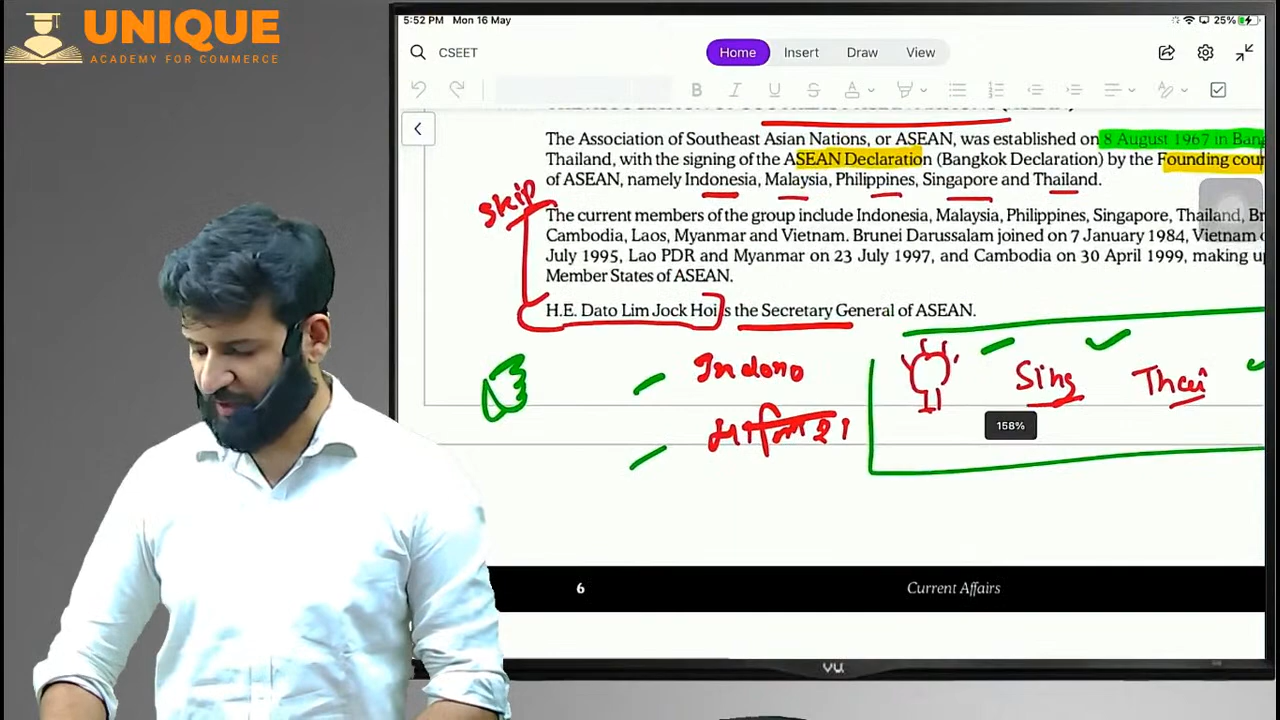 UNIQUE
ACADEMY FOR COMMERCE
5:52 PM Mon 16 May
25%
CSEET
Home Insert Draw View
B I U S A
The Association of Southeast Asian Nations, or ASEAN, was established on 8 August 1967 in Bang
Thailand, with the signing of the ASEAN Declaration (Bangkok Declaration) by the Founding cou
of ASEAN, namely Indonesia, Malaysia, Philippines, Singapore and Thailand.
Skip
The current members of the group include Indonesia, Malaysia, Philippines, Singapore, Thailand, Br
Cambodia, Laos, Myanmar and Vietnam. Brunei Darussalam joined on 7 January 1984, Vietnam o
July 1995, Lao PDR and Myanmar on 23 July 1997, and Cambodia on 30 April 1999, making up
Member States of ASEAN.
H.E. Dato Lim Jock Hoi is the Secretary General of ASEAN.
Indono
Sing Thai
158%
6 Current Affairs
vu